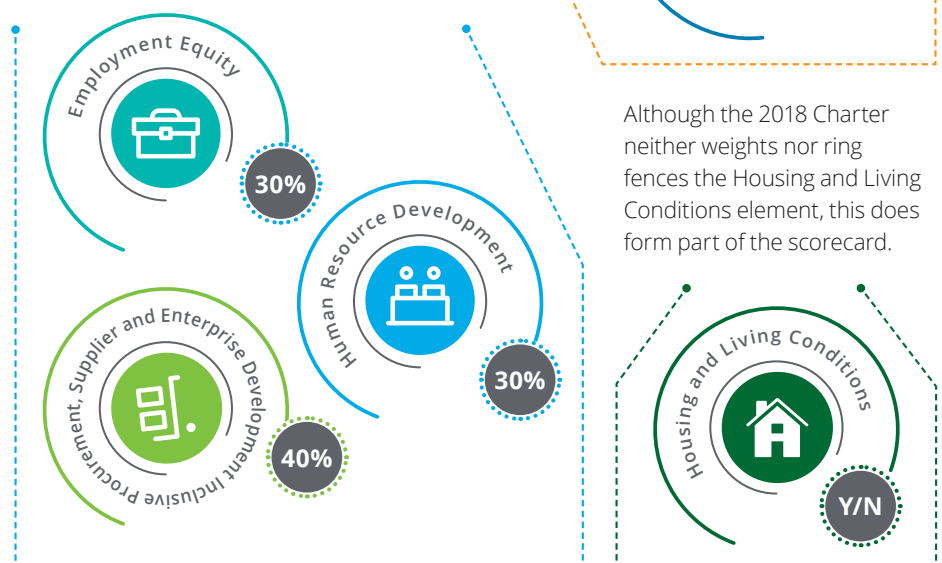 Employment Equity
30%
Human Resource Development
30%
Inclusive Procurement, Supplier and Enterprise Development
40%
Although the 2018 Charter
neither weights nor ring
fences the Housing and Living
Conditions element, this does
form part of the scorecard.
Housing and Living Conditions
Y/N